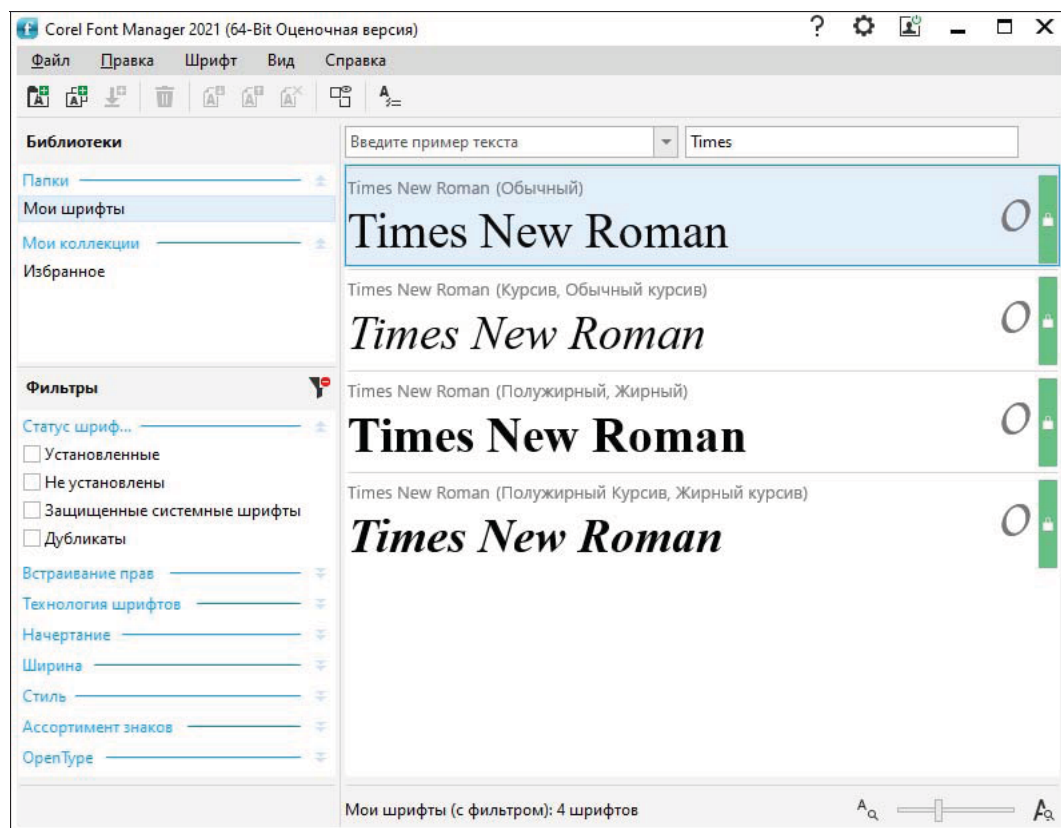 Corel Font Manager 2021 (64-Bit Оценочная версия)
Файл Правка Шрифт Вид Справка
Библиотеки
Введите пример текста
Times
Папки
Мои шрифты
Мои коллекции
Избранное
Times New Roman (Обычный)
Times New Roman
Times New Roman (Курсив, Обычный курсив)
Times New Roman
Times New Roman (Полужирный, Жирный)
Times New Roman
Times New Roman (Полужирный Курсив, Жирный курсив)
Times New Roman
Фильтры
Статус шриф...
Установленные
Не установлены
Защищенные системные шрифты
Дубликаты
Встраивание прав
Технология шрифтов
Начертание
Ширина
Стиль
Ассортимент знаков
OpenType
Мои шрифты (с фильтром): 4 шрифтов